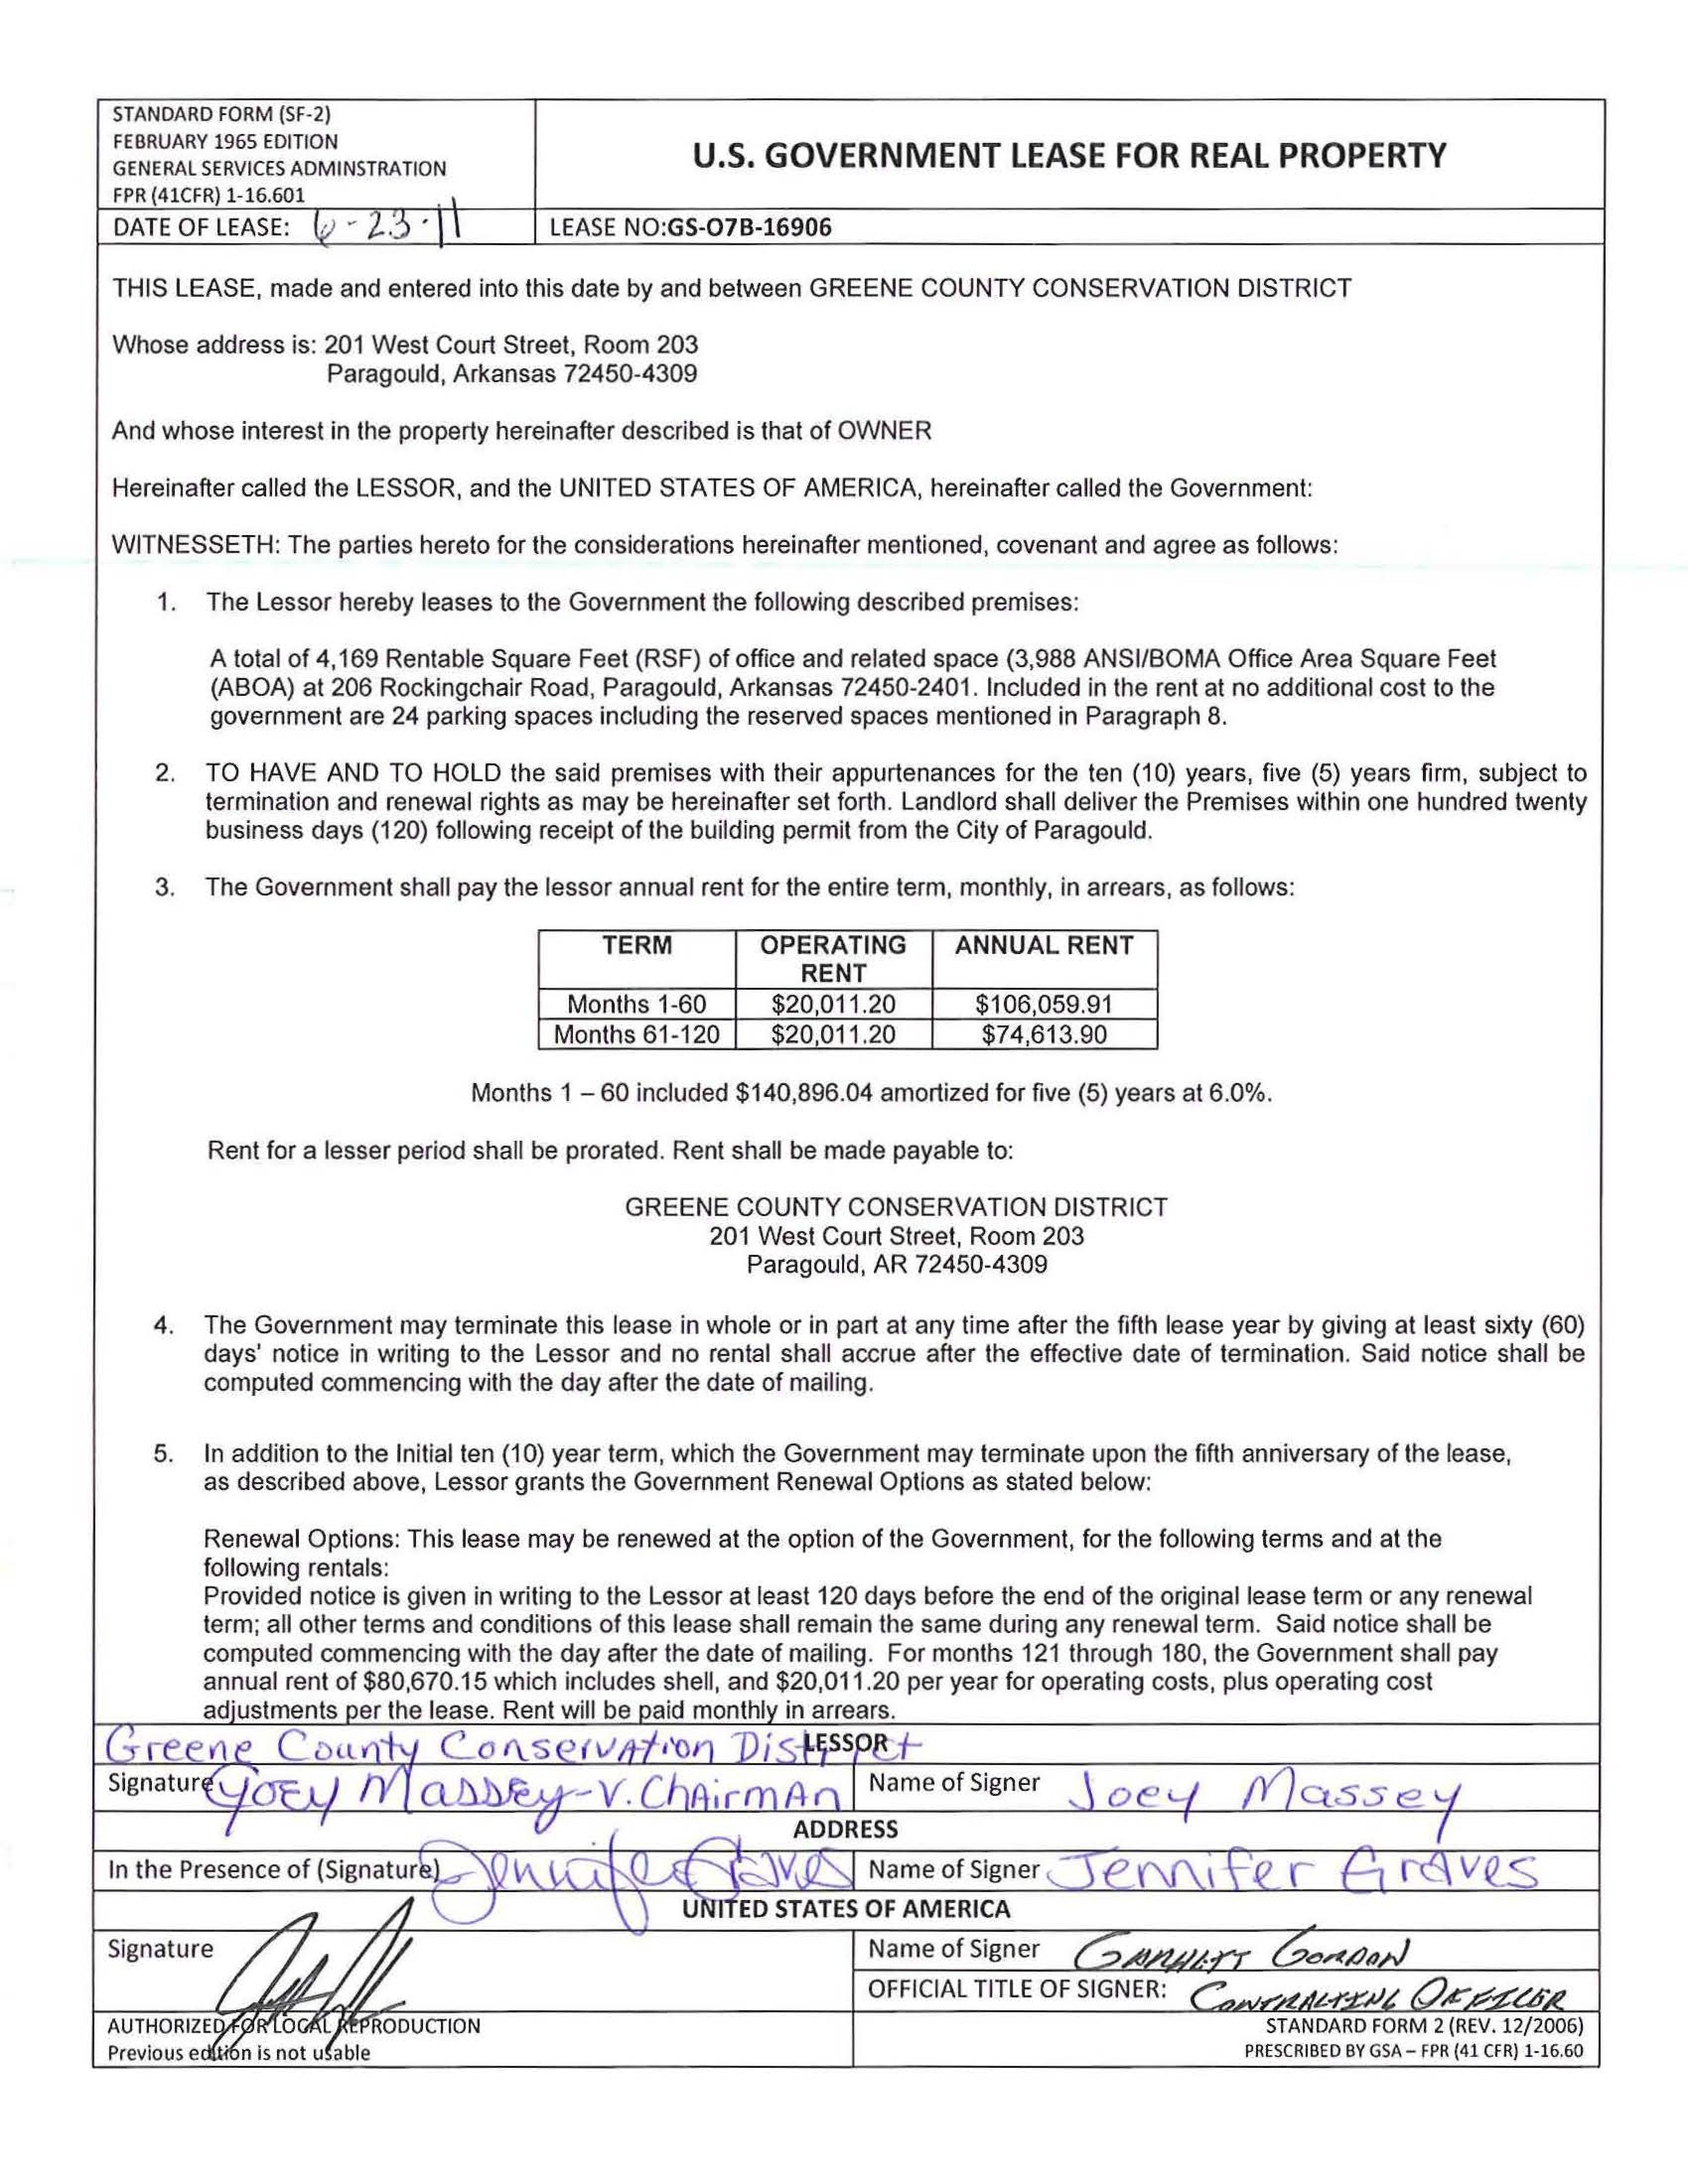 STANDARD FORM (SF-2)
FEBRUARY 1965 EDITION
GENERAL SERVICES ADMINSTRATION
FPR (41CFR) 1-16.601
U.S. GOVERNMENT LEASE FOR REAL PROPERTY
DATE OF LEASE: 6-23-11
LEASE NO:GS-O7B-16906
THIS LEASE, made and entered into this date by and between GREENE COUNTY CONSERVATION DISTRICT
Whose address is: 201 West Court Street, Room 203
Paragould, Arkansas 72450-4309
And whose interest in the property hereinafter described is that of OWNER
Hereinafter called the LESSOR, and the UNITED STATES OF AMERICA, hereinafter called the Government:
WITNESSETH: The parties hereto for the considerations hereinafter mentioned, covenant and agree as follows:
1. The Lessor hereby leases to the Government the following described premises:
A total of 4,169 Rentable Square Feet (RSF) of office and related space (3,988 ANSI/BOMA Office Area Square Feet
(ABOA) at 206 Rockingchair Road, Paragould, Arkansas 72450-2401. Included in the rent at no additional cost to the
government are 24 parking spaces including the reserved spaces mentioned in Paragraph 8.
2. TO HAVE AND TO HOLD the said premises with their appurtenances for the ten (10) years, five (5) years firm, subject to
termination and renewal rights as may be hereinafter set forth. Landlord shall deliver the Premises within one hundred twenty
business days (120) following receipt of the building permit from the City of Paragould.
3. The Government shall pay the lessor annual rent for the entire term, monthly, in arrears, as follows:
TERM OPERATING ANNUAL RENT
RENT
Months 1-60 $20,011.20 $106,059.91
Months 61-120 $20,011.20 $74,613.90
Months 1 – 60 included $140,896.04 amortized for five (5) years at 6.0%.
Rent for a lesser period shall be prorated. Rent shall be made payable to:
GREENE COUNTY CONSERVATION DISTRICT
201 West Court Street, Room 203
Paragould, AR 72450-4309
4. The Government may terminate this lease in whole or in part at any time after the fifth lease year by giving at least sixty (60)
days' notice in writing to the Lessor and no rental shall accrue after the effective date of termination. Said notice shall be
computed commencing with the day after the date of mailing.
5. In addition to the Initial ten (10) year term, which the Government may terminate upon the fifth anniversary of the lease,
as described above, Lessor grants the Government Renewal Options as stated below:
Renewal Options: This lease may be renewed at the option of the Government, for the following terms and at the
following rentals:
Provided notice is given in writing to the Lessor at least 120 days before the end of the original lease term or any renewal
term; all other terms and conditions of this lease shall remain the same during any renewal term. Said notice shall be
computed commencing with the day after the date of mailing. For months 121 through 180, the Government shall pay
annual rent of $80,670.15 which includes shell, and $20,011.20 per year for operating costs, plus operating cost
adjustments per the lease. Rent will be paid monthly in arrears.
Greene County Conservation District LESSOR
Signature Joey Massey-V. Chairman Name of Signer Joey Massey
ADDRESS
In the Presence of (Signature) Jennifer Graves Name of Signer Jennifer Graves
UNITED STATES OF AMERICA
Signature Name of Signer Gordon
OFFICIAL TITLE OF SIGNER: Contracting Officer
AUTHORIZED FOR LOCAL REPRODUCTION
Previous edition is not usable
STANDARD FORM 2 (REV. 12/2006)
PRESCRIBED BY GSA – FPR (41 CFR) 1-16.60